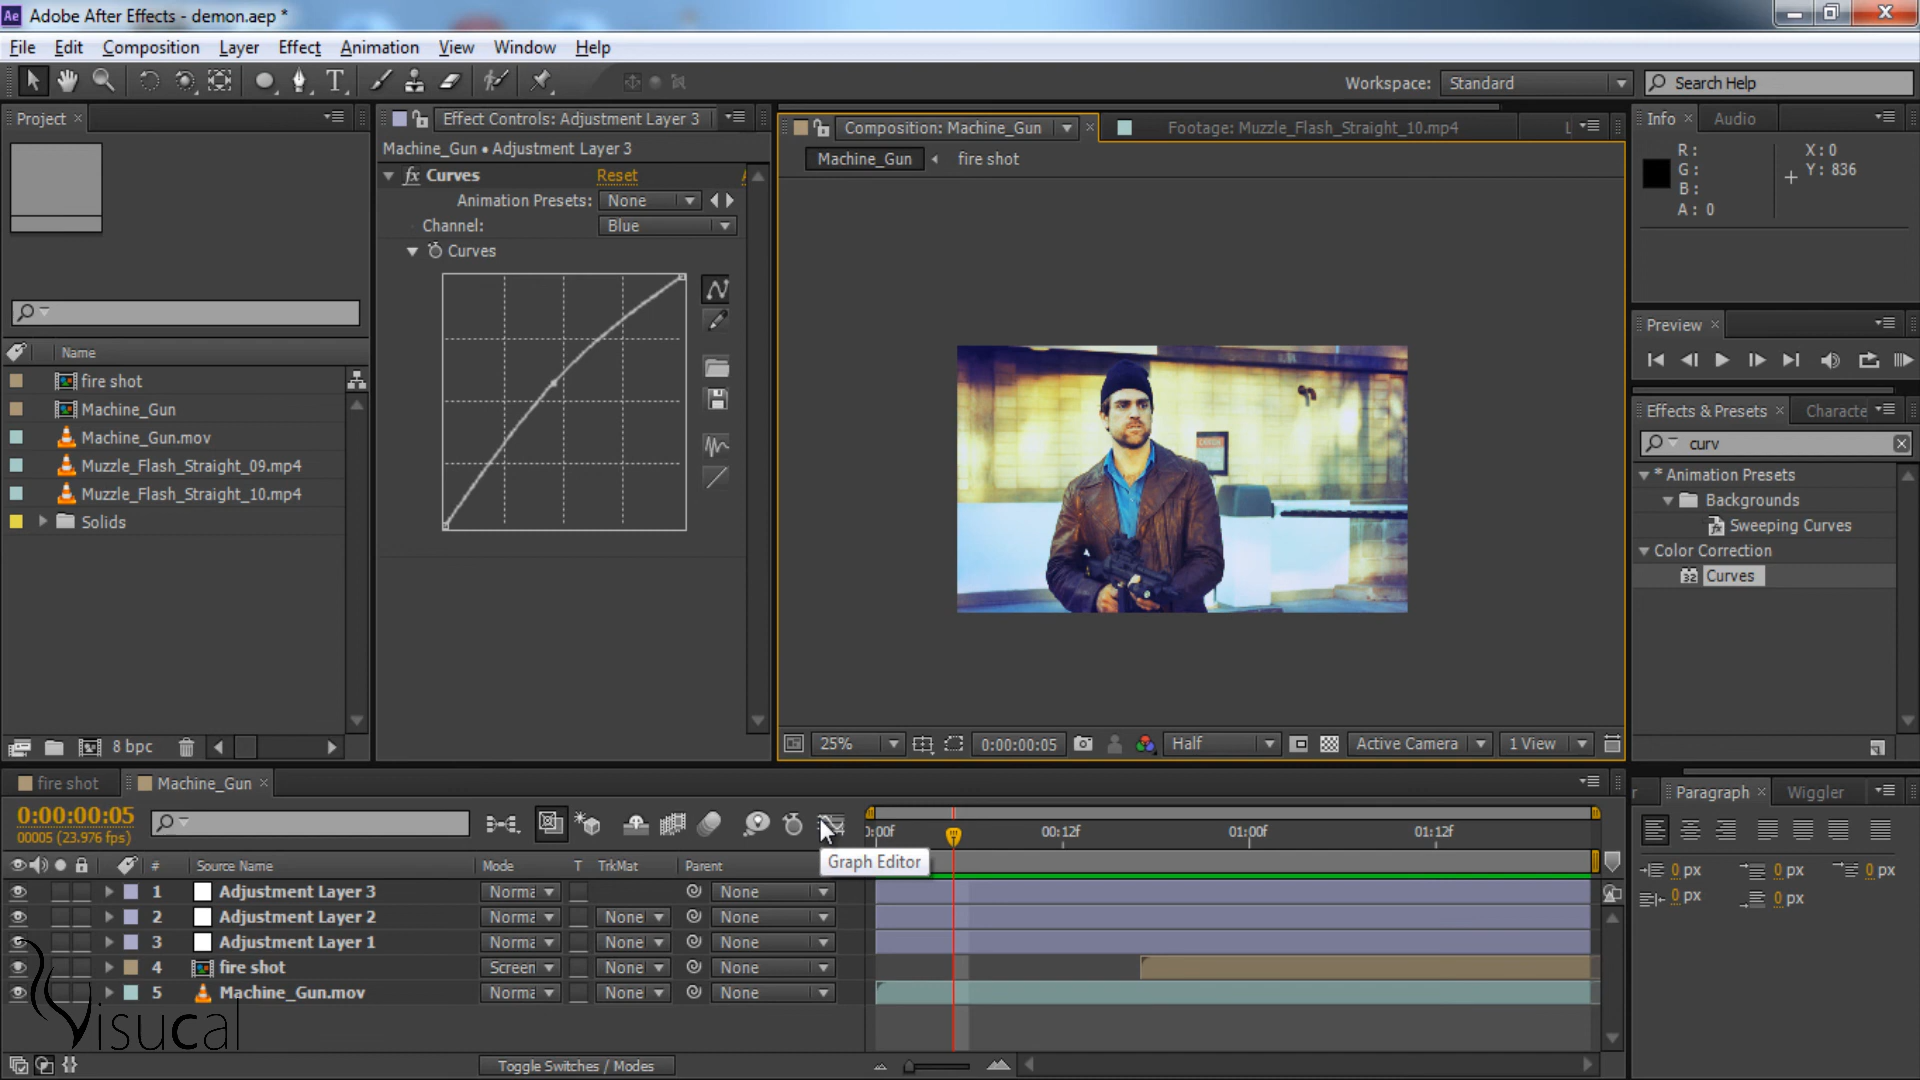 Ae Adobe After Effects - demon.aep *
File Edit Composition Layer Effect Animation View Window Help
Workspace: Standard
Search Help
Project
Effect Controls: Adjustment Layer 3
Machine_Gun • Adjustment Layer 3
fx Curves Reset
Animation Presets: None
Channel: Blue
Curves
Name
fire shot
Machine_Gun
Machine_Gun.mov
Muzzle_Flash_Straight_09.mp4
Muzzle_Flash_Straight_10.mp4
Solids
8 bpc
Composition: Machine_Gun
Footage: Muzzle_Flash_Straight_10.mp4
L
Machine_Gun fire shot
25% 0:00:00:05 Half Active Camera 1 View
Info Audio
R: X: 0
G: Y: 836
B:
A: 0
Preview
Effects & Presets Characte
curv
* Animation Presets
Backgrounds
Sweeping Curves
Color Correction
32 Curves
fire shot Machine_Gun
0:00:00:05
00005 (23.976 fps)
0:00f 00:12f 01:00f 01:12f
Graph Editor
# Source Name Mode T TrkMat Parent
1 Adjustment Layer 3 Norma None
2 Adjustment Layer 2 Norma None None
3 Adjustment Layer 1 Norma None None
4 fire shot Screen None None
5 Machine_Gun.mov Norma None None
Toggle Switches / Modes
Visucal
r Paragraph Wiggler
0 px 0 px 0 px
0 px 0 px